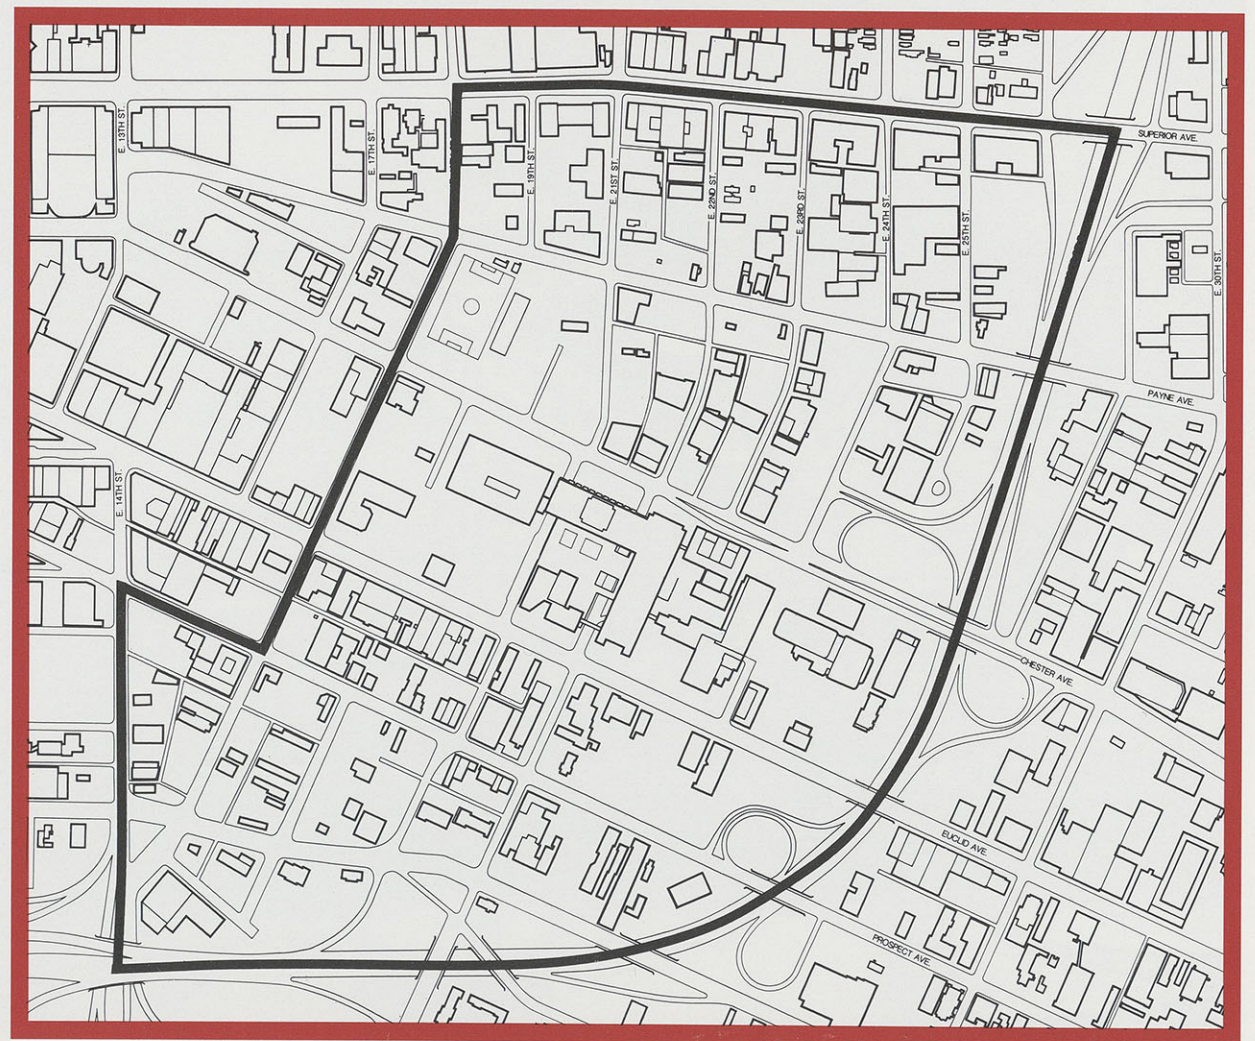 E. 13TH ST.
E. 17TH ST.
E. 19TH ST.
E. 21ST ST.
E. 22ND ST.
E. 23RD ST.
E. 24TH ST.
E. 25TH ST.
SUPERIOR AVE.
E. 30TH ST.
PAYNE AVE.
E. 14TH ST.
CHESTER AVE.
EUCLID AVE.
PROSPECT AVE.